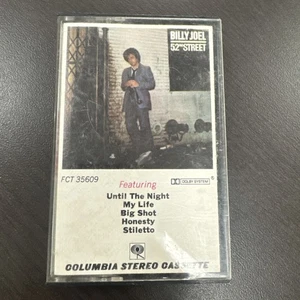 BILLY JOEL
52ND STREET
FCT 35609
DOLBY SYSTEM
Featuring
Until The Night
My Life
Big Shot
Honesty
Stiletto
COLUMBIA STEREO CASSETTE